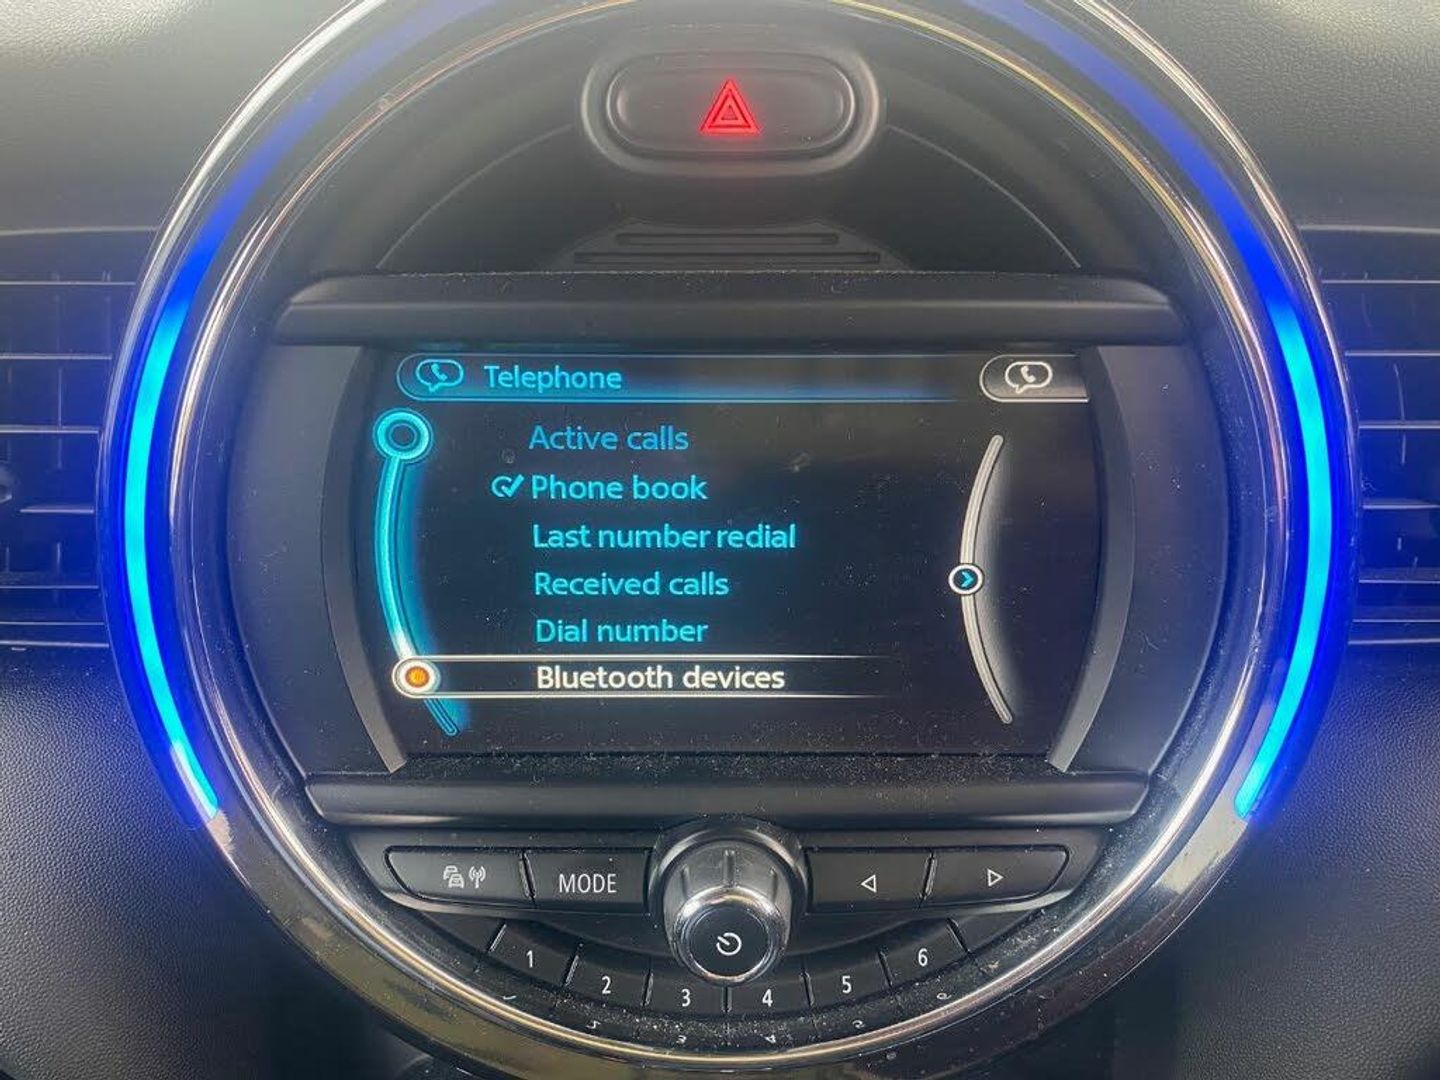 Telephone
Active calls
Phone book
Last number redial
Received calls
Dial number
Bluetooth devices
MODE
1 2 3 4 5 6